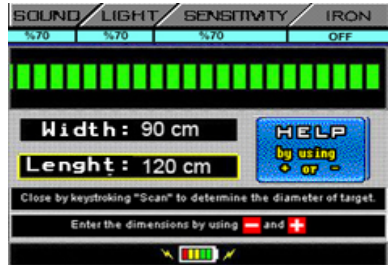 SOUND LIGHT SENSITIVITY IRON
%70 %70 %70 OFF
Width: 90 cm
HELP
by using
+ or -
Lenght: 120 cm
Close by keystroking "Scan" to determine the diameter of target.
Enter the dimensions by using - and +